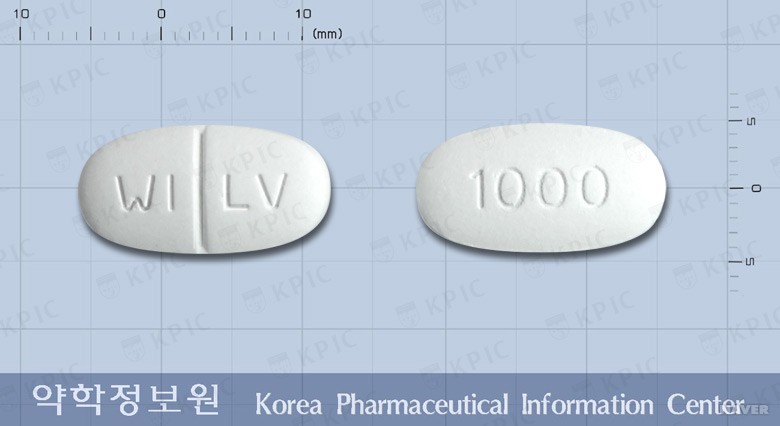 10 0 10
(mm)
WI LV
1000
5
0
5
KPIC
약학정보원 Korea Pharmaceutical Information Center
NAVER